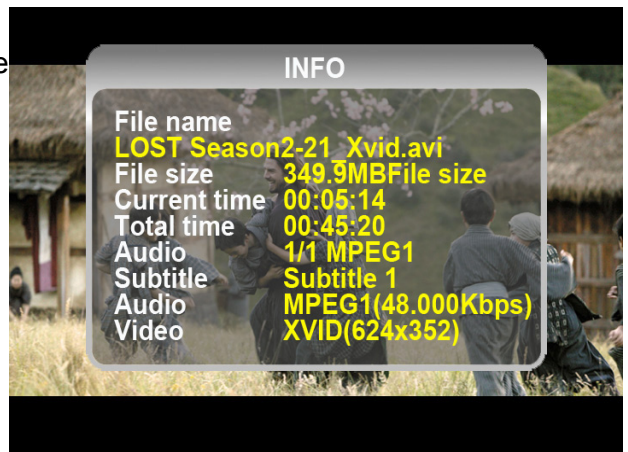 e
INFO
File name
LOST Season2-21_Xvid.avi
File size 349.9MBFile size
Current time 00:05:14
Total time 00:45:20
Audio 1/1 MPEG1
Subtitle Subtitle 1
Audio MPEG1(48.000Kbps)
Video XVID(624x352)